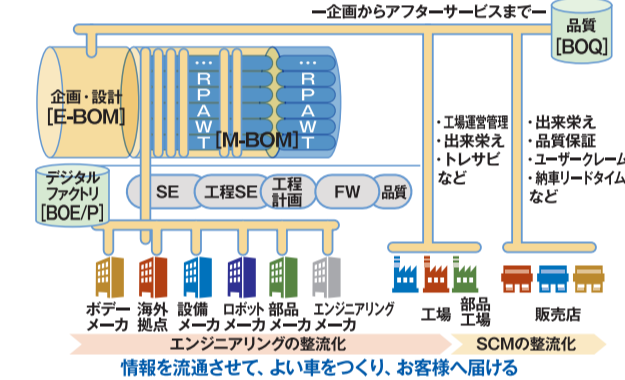 ー企画からアフターサービスまでー
品質
[BOQ]
企画・設計
[E-BOM]
…
R
P
A
W
T
…
R
P
A
W
T
[M-BOM]
・工場運営管理
・出来栄え
・トレサビ
など
・出来栄え
・品質保証
・ユーザークレーム
・納車リードタイム
など
デジタル
ファクトリ
[BOE/P]
SE
工程SE
工程
計画
FW
品質
ボデー
メーカ
海外
拠点
設備
メーカ
ロボット
メーカ
部品
メーカ
エンジニアリング
メーカ
工場
部品
工場
販売店
エンジニアリングの整流化
SCMの整流化
情報を流通させて、よい車をつくり、お客様へ届ける